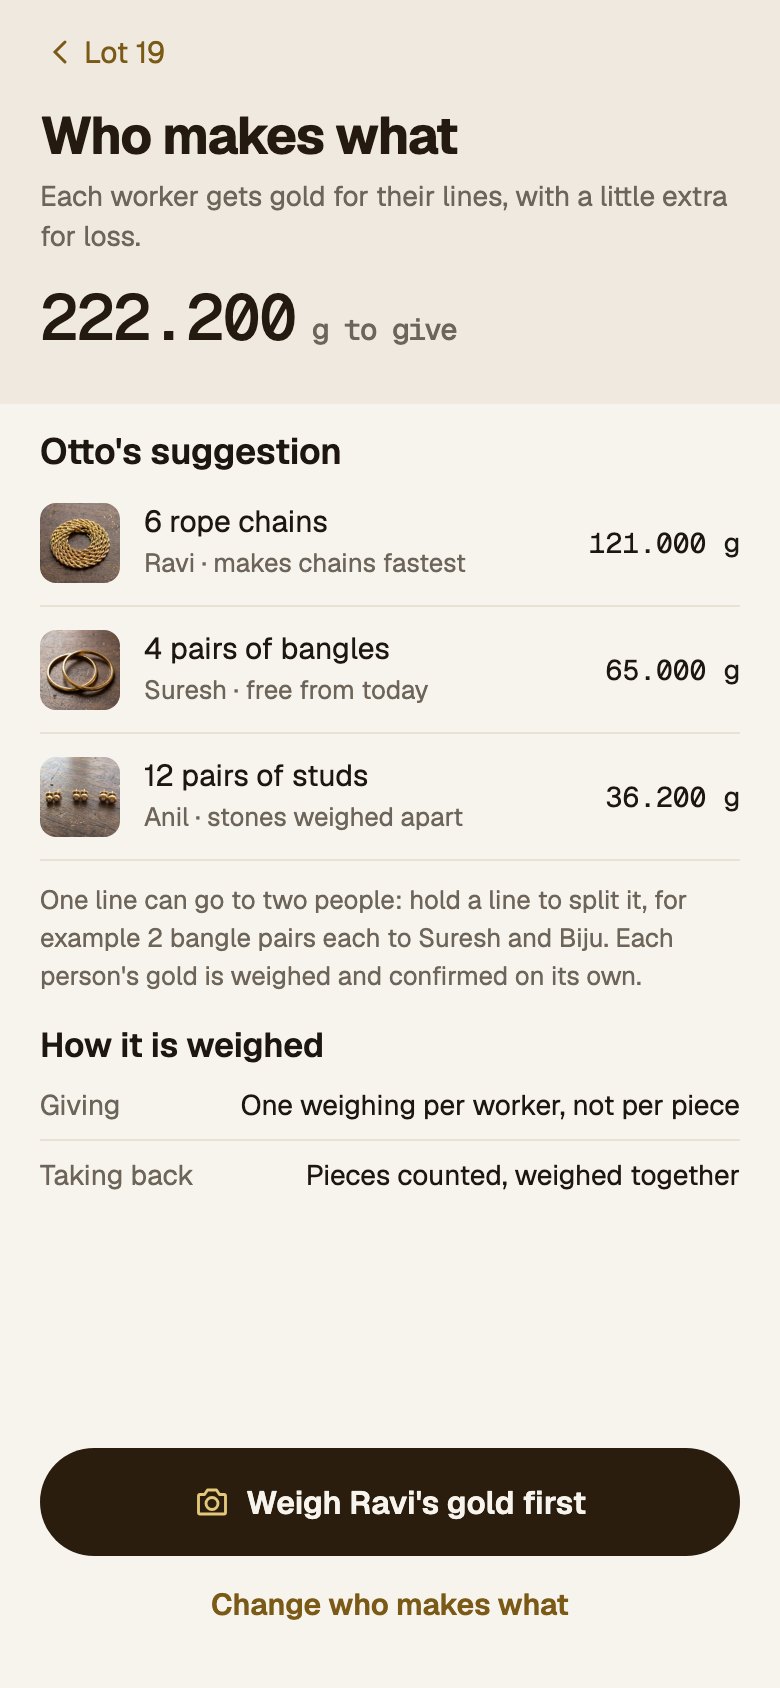 Lot 19
Who makes what
Each worker gets gold for their lines, with a little extra
for loss.
222.200 g to give
Otto's suggestion
6 rope chains
Ravi · makes chains fastest
121.000 g
4 pairs of bangles
Suresh · free from today
65.000 g
12 pairs of studs
Anil · stones weighed apart
36.200 g
One line can go to two people: hold a line to split it, for
example 2 bangle pairs each to Suresh and Biju. Each
person's gold is weighed and confirmed on its own.
How it is weighed
Giving One weighing per worker, not per piece
Taking back Pieces counted, weighed together
Weigh Ravi's gold first
Change who makes what